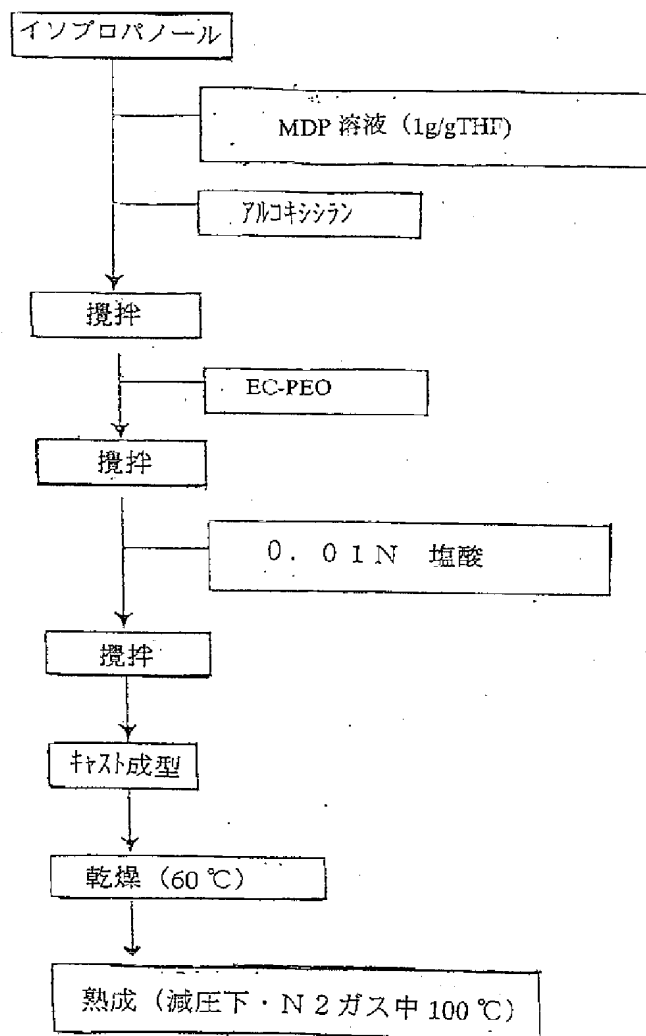 イソプロパノール
MDP 溶液 (1g/gTHF)
アルコキシシラン
攪拌
EC-PEO
攪拌
0.01N 塩酸
攪拌
キャスト成型
乾燥 (60 ℃)
熟成 (減圧下・N2ガス中 100 ℃)